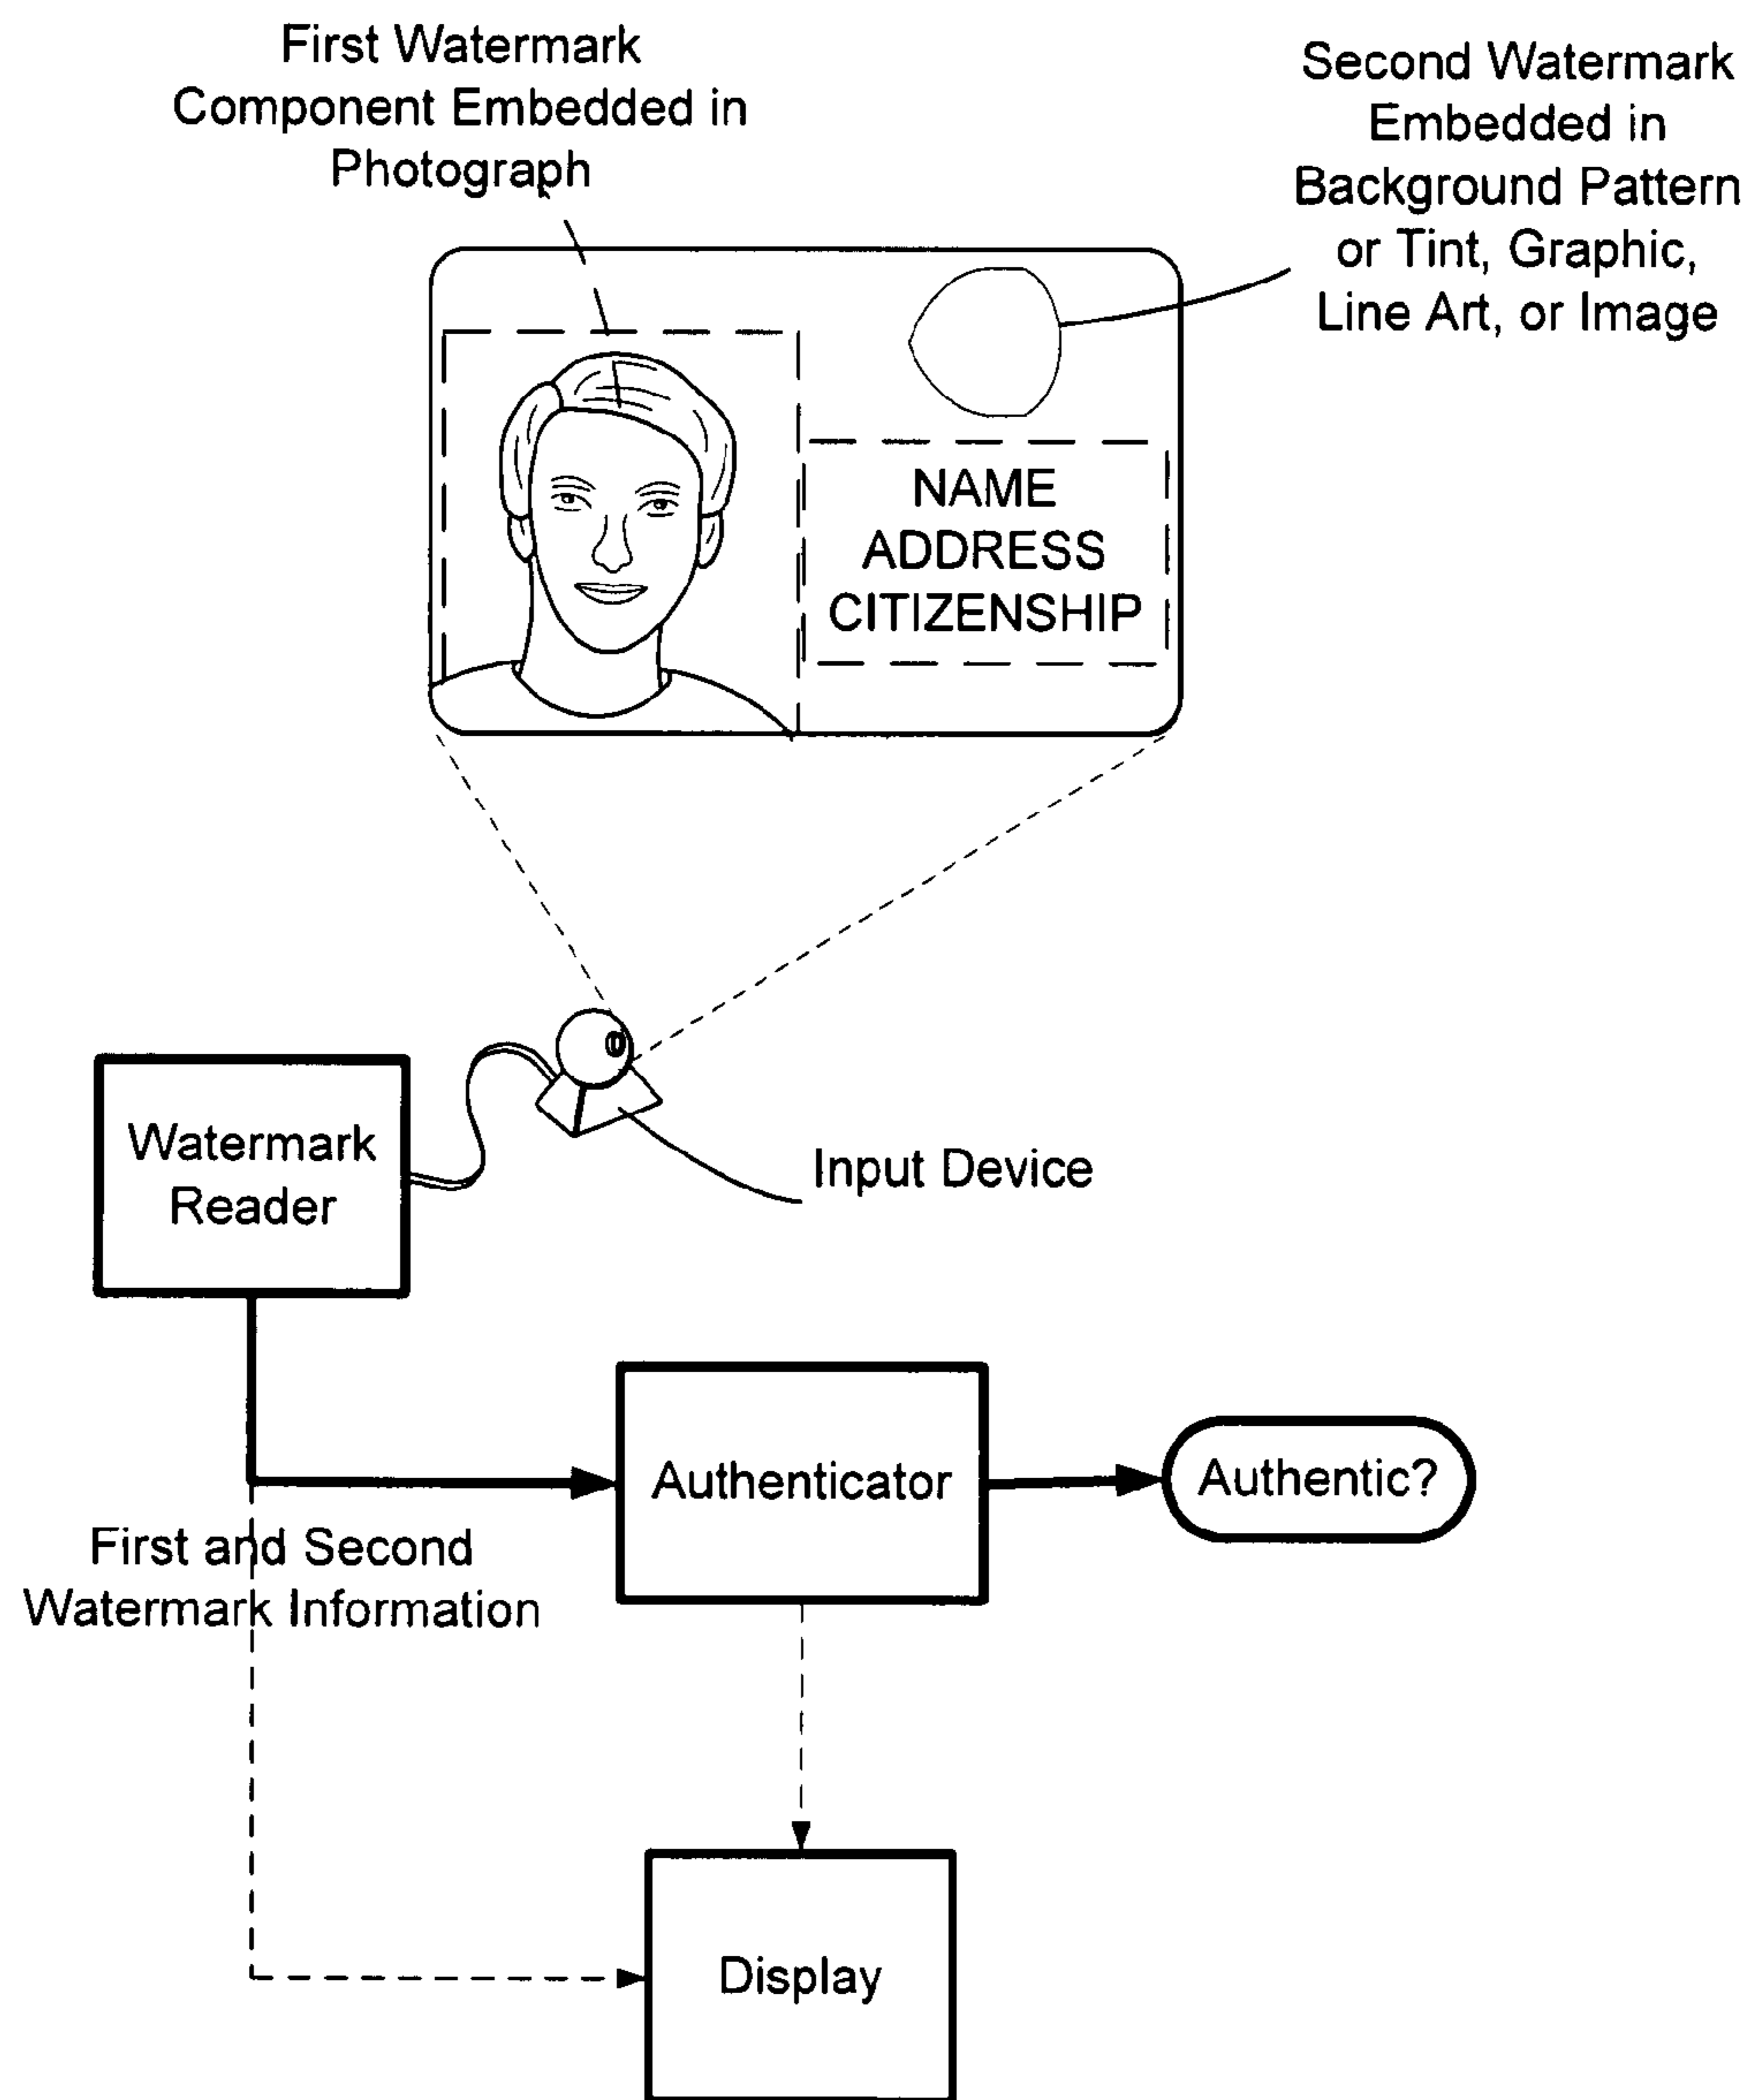 First Watermark
Component Embedded in
Photograph
Second Watermark
Embedded in
Background Pattern
or Tint, Graphic,
Line Art, or Image
NAME
ADDRESS
CITIZENSHIP
Watermark
Reader
Input Device
Authenticator
Authentic?
First and Second
Watermark Information
Display